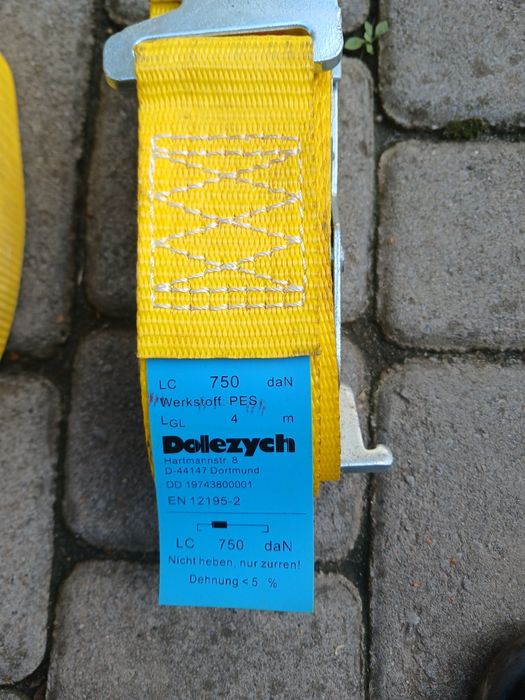 LC 750 daN
Werkstoff: PES
LGL 4 m
Dolezych
Hartmannstr. 8
D-44147 Dortmund
DD 19743800001
EN 12195-2
LC 750 daN
Nicht heben, nur zurren!
Dehnung < 5 %